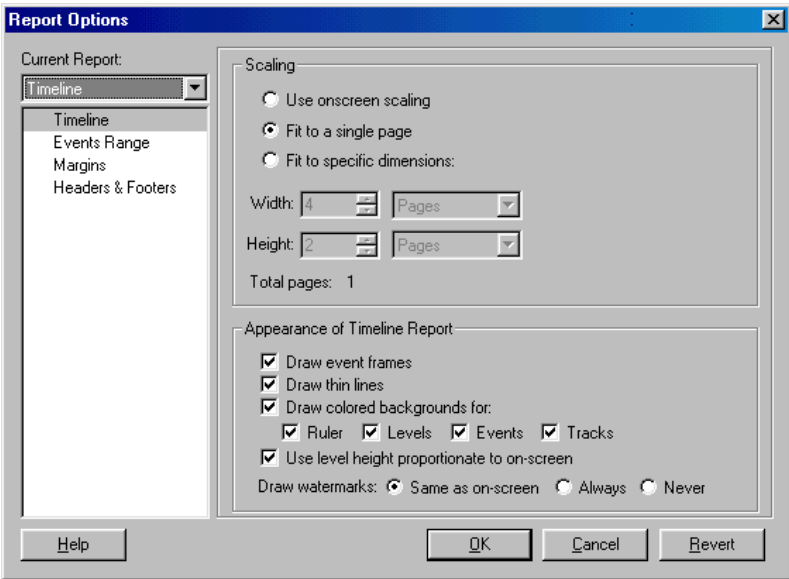 Report Options
Current Report:
Timeline
Timeline
Events Range
Margins
Headers & Footers
Scaling
Use onscreen scaling
Fit to a single page
Fit to specific dimensions:
Width: 4 Pages
Height: 2 Pages
Total pages: 1
Appearance of Timeline Report
Draw event frames
Draw thin lines
Draw colored backgrounds for:
Ruler Levels Events Tracks
Use level height proportionate to on-screen
Draw watermarks: Same as on-screen Always Never
Help OK Cancel Revert